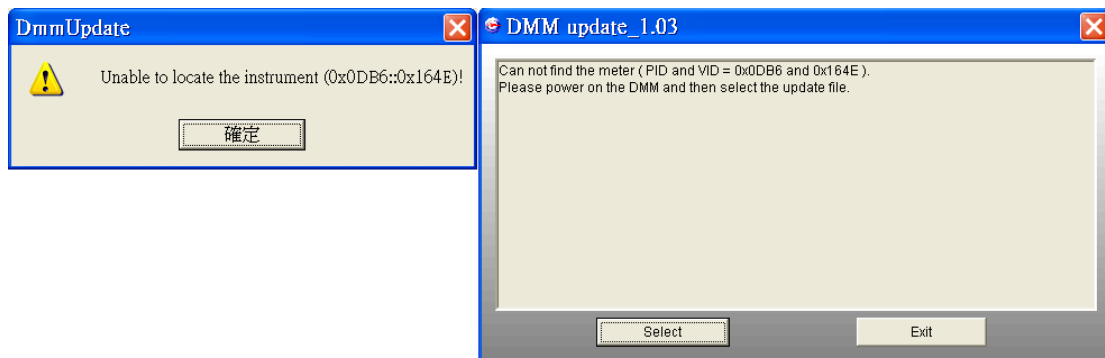 DmmUpdate
Unable to locate the instrument (0x0DB6::0x164E)!
確定
DMM update_1.03
Can not find the meter ( PID and VID = 0x0DB6 and 0x164E ).
Please power on the DMM and then select the update file.
Select
Exit